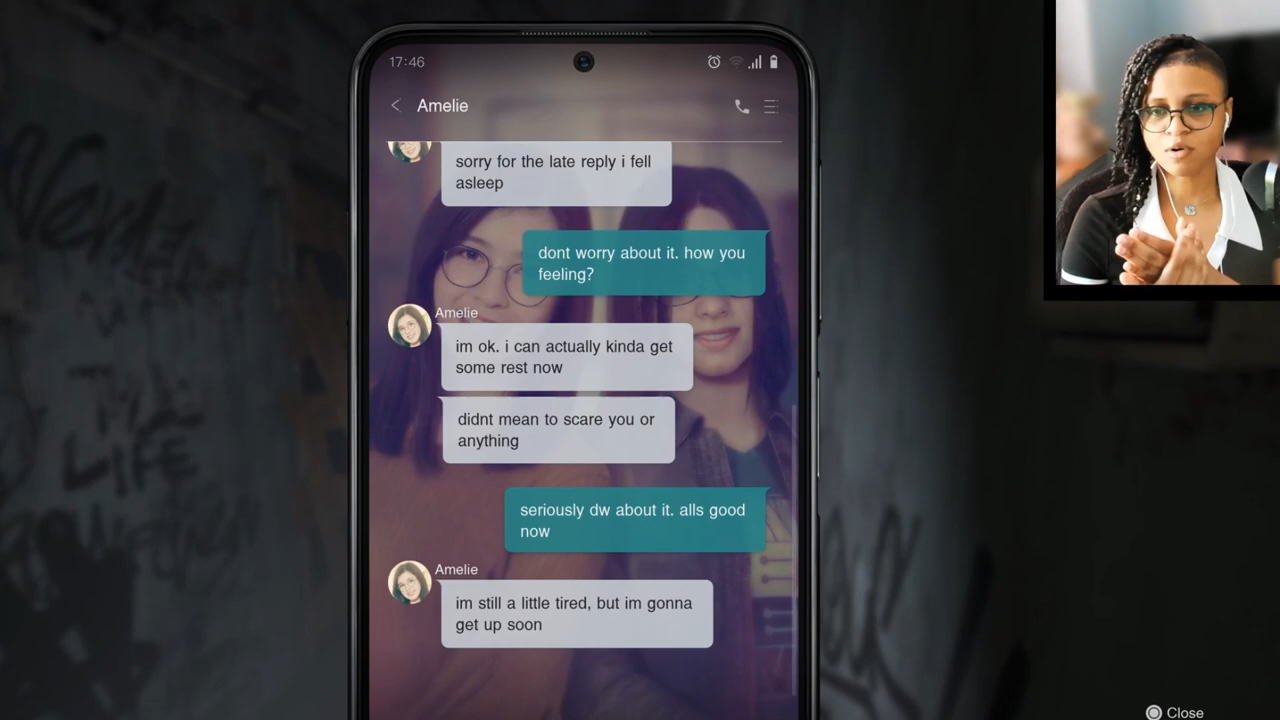 17:46
Amelie
sorry for the late reply i fell
asleep
dont worry about it. how you
feeling?
Amelie
im ok. i can actually kinda get
some rest now
didnt mean to scare you or
anything
seriously dw about it. alls good
now
Amelie
im still a little tired, but im gonna
get up soon
LIFE
Close